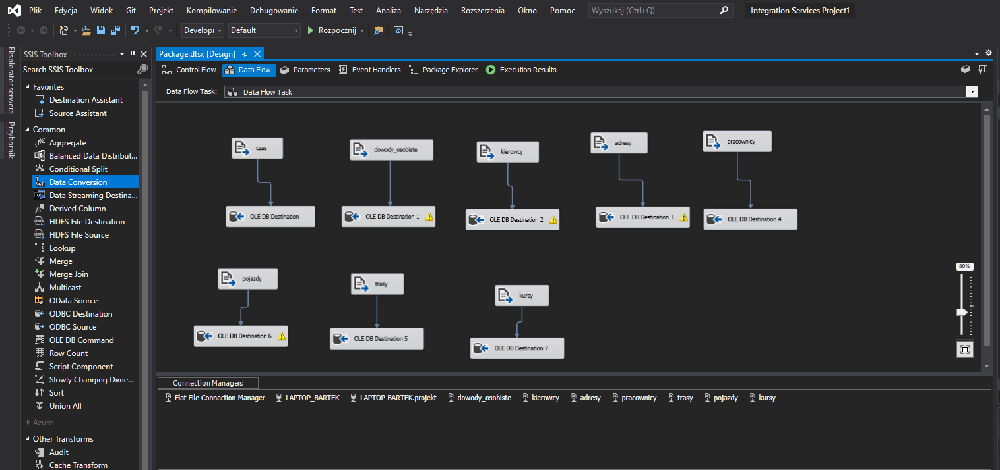 Plik Edycja Widok Git Projekt Kompilowanie Debugowanie Format Test Analiza Narzędzia Rozszerzenia Okno Pomoc Wyszukaj (Ctrl+Q) Integration Services Project1
Developı Default Rozpocznij
Eksplorator serwera
Przybornik
SSIS Toolbox
Search SSIS Toolbox
Favorites
Destination Assistant
Source Assistant
Common
Aggregate
Balanced Data Distribut...
Conditional Split
Data Conversion
Data Streaming Destina...
Derived Column
HDFS File Destination
HDFS File Source
Lookup
Merge
Merge Join
Multicast
OData Source
ODBC Destination
ODBC Source
OLE DB Command
Row Count
Script Component
Slowly Changing Dime...
Sort
Union All
Azure
Other Transforms
Audit
Cache Transform
Package.dtsx [Design]
Control Flow Data Flow Parameters Event Handlers Package Explorer Execution Results
Data Flow Task: Data Flow Task
czas dowody_osobiste kierowcy adresy pracownicy
OLE DB Destination OLE DB Destination 1 OLE DB Destination 2 OLE DB Destination 3 OLE DB Destination 4
pojazdy trasy kursy
OLE DB Destination 6 OLE DB Destination 5 OLE DB Destination 7
80%
Connection Managers
Flat File Connection Manager LAPTOP_BARTEK LAPTOP-BARTEK.projekt dowody_osobiste kierowcy adresy pracownicy trasy pojazdy kursy